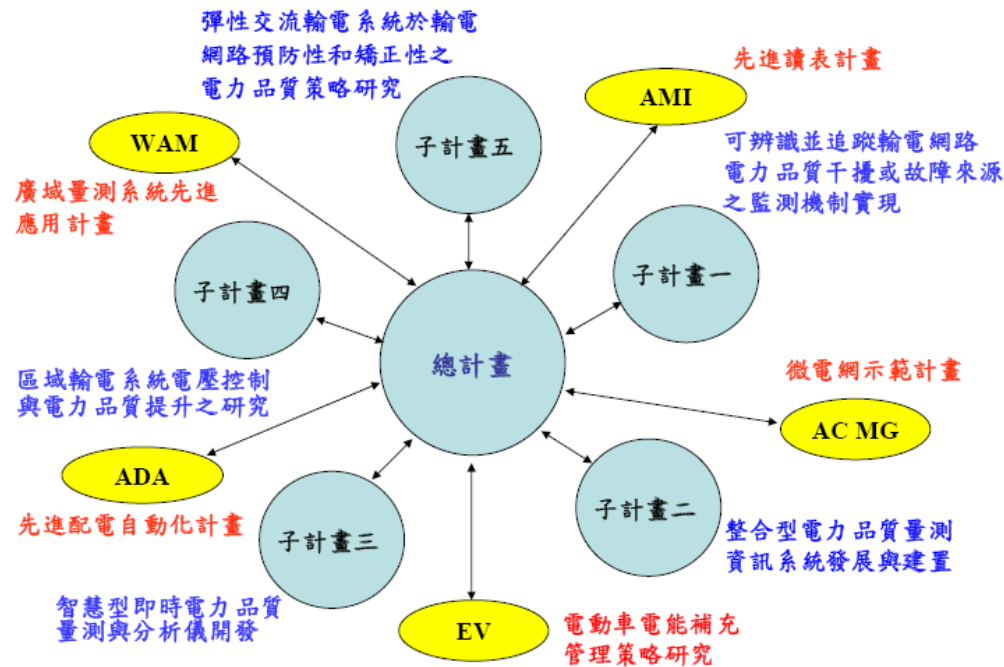 彈性交流輸電系統於輸電
網路預防性和矯正性之
電力品質策略研究
先進讀表計畫
AMI
WAM
子計畫五
可辨識並追蹤輸電網路
電力品質干擾或故障來源
之監測機制實現
廣域量測系統先進
應用計畫
子計畫一
子計畫四
總計畫
區域輸電系統電壓控制
與電力品質提升之研究
微電網示範計畫
AC MG
ADA
子計畫二
先進配電自動化計畫
子計畫三
整合型電力品質量測
資訊系統發展與建置
智慧型即時電力品質
量測與分析儀開發
EV
電動車電能補充
管理策略研究